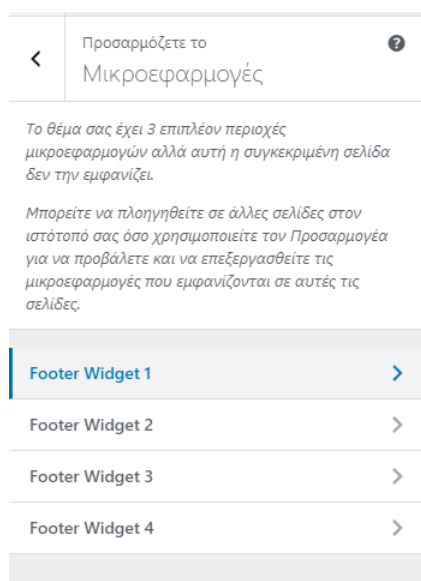 Προσαρμόζετε το
Μικροεφαρμογές
Το θέμα σας έχει 3 επιπλέον περιοχές
μικροεφαρμογών αλλά αυτή η συγκεκριμένη σελίδα
δεν την εμφανίζει.
Μπορείτε να πλοηγηθείτε σε άλλες σελίδες στον
ιστότοπό σας όσο χρησιμοποιείτε τον Προσαρμογέα
για να προβάλετε και να επεξεργασθείτε τις
μικροεφαρμογές που εμφανίζονται σε αυτές τις
σελίδες.
Footer Widget 1
Footer Widget 2
Footer Widget 3
Footer Widget 4